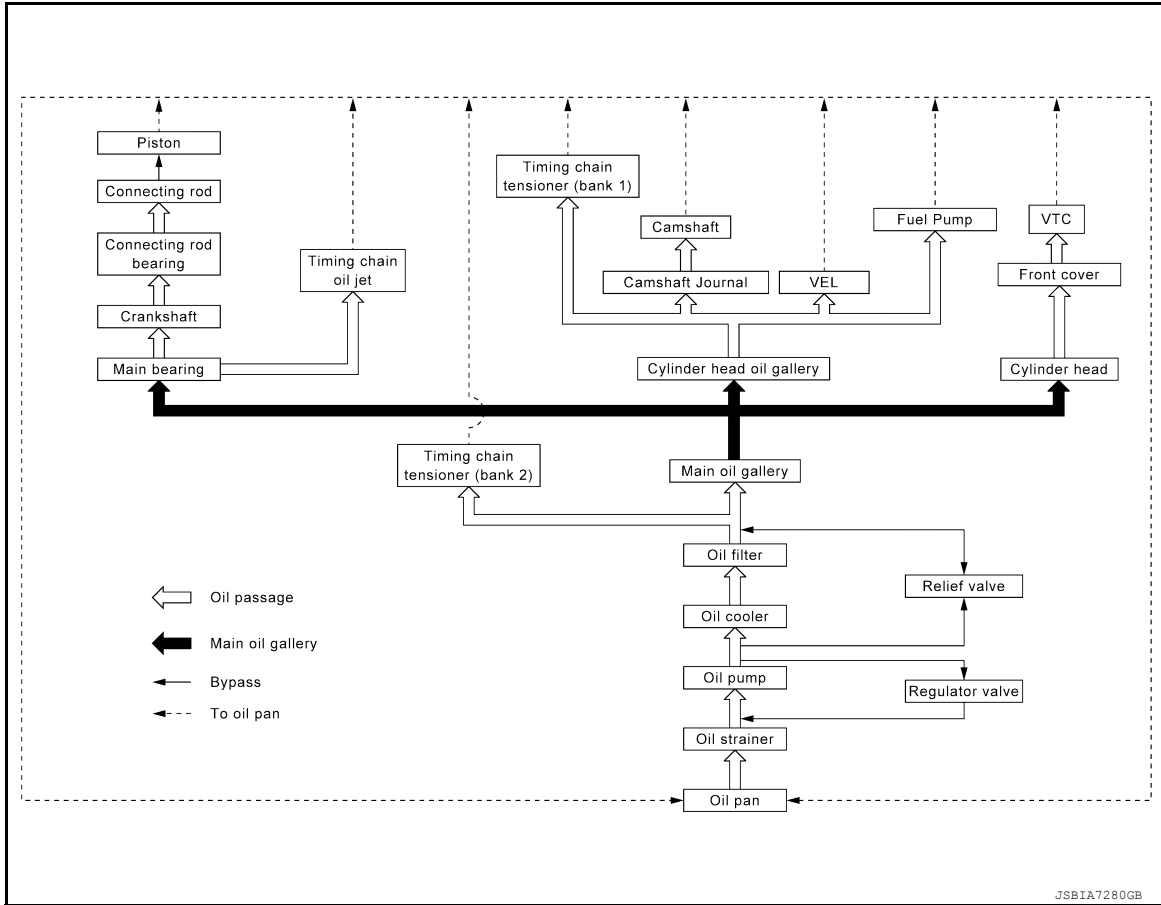 Piston
Timing chain
tensioner (bank 1)
Connecting rod
Fuel Pump
VTC
Camshaft
Connecting rod
bearing
Timing chain
oil jet
Front cover
Camshaft Journal
VEL
Crankshaft
Main bearing
Cylinder head oil gallery
Cylinder head
Timing chain
tensioner (bank 2)
Main oil gallery
Oil filter
Relief valve
Oil passage
Oil cooler
Main oil gallery
Oil pump
Bypass
Regulator valve
To oil pan
Oil strainer
Oil pan
JSBIA7280GB